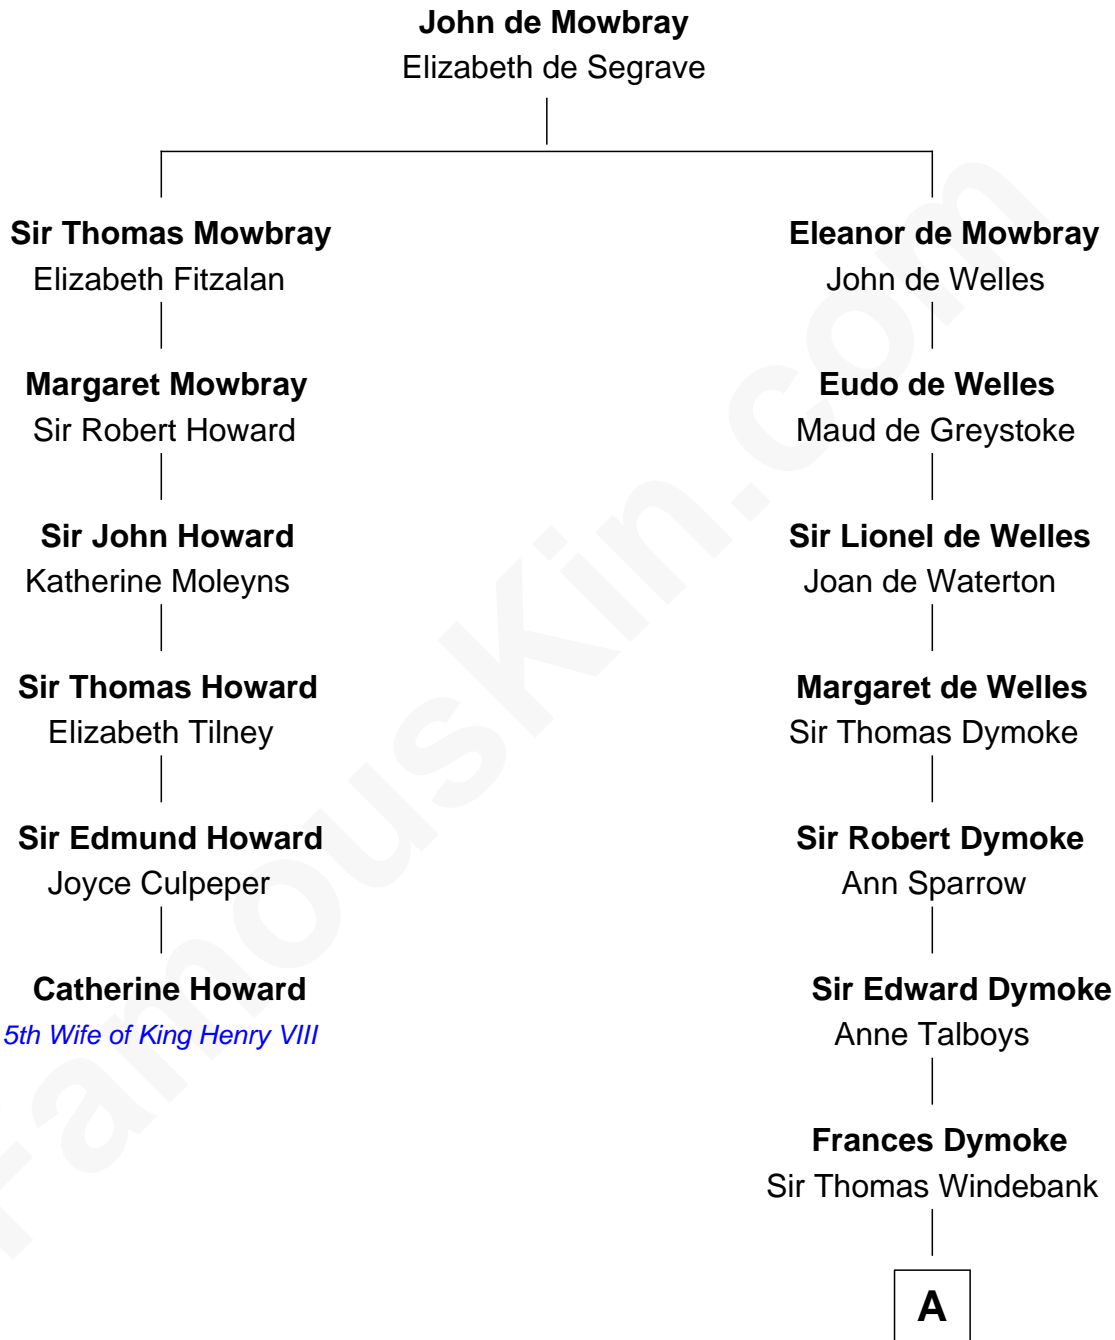 John de Mowbray
Elizabeth de Segrave
Sir Thomas Mowbray
Elizabeth Fitzalan
Margaret Mowbray
Sir Robert Howard
Sir John Howard
Katherine Moleyns
Sir Thomas Howard
Elizabeth Tilney
Sir Edmund Howard
Joyce Culpeper
Catherine Howard
5th Wife of King Henry VIII
Eleanor de Mowbray
John de Welles
Eudo de Welles
Maud de Greystoke
Sir Lionel de Welles
Joan de Waterton
Margaret de Welles
Sir Thomas Dymoke
Sir Robert Dymoke
Ann Sparrow
Sir Edward Dymoke
Anne Talboys
Frances Dymoke
Sir Thomas Windebank
A
FamousKin.com